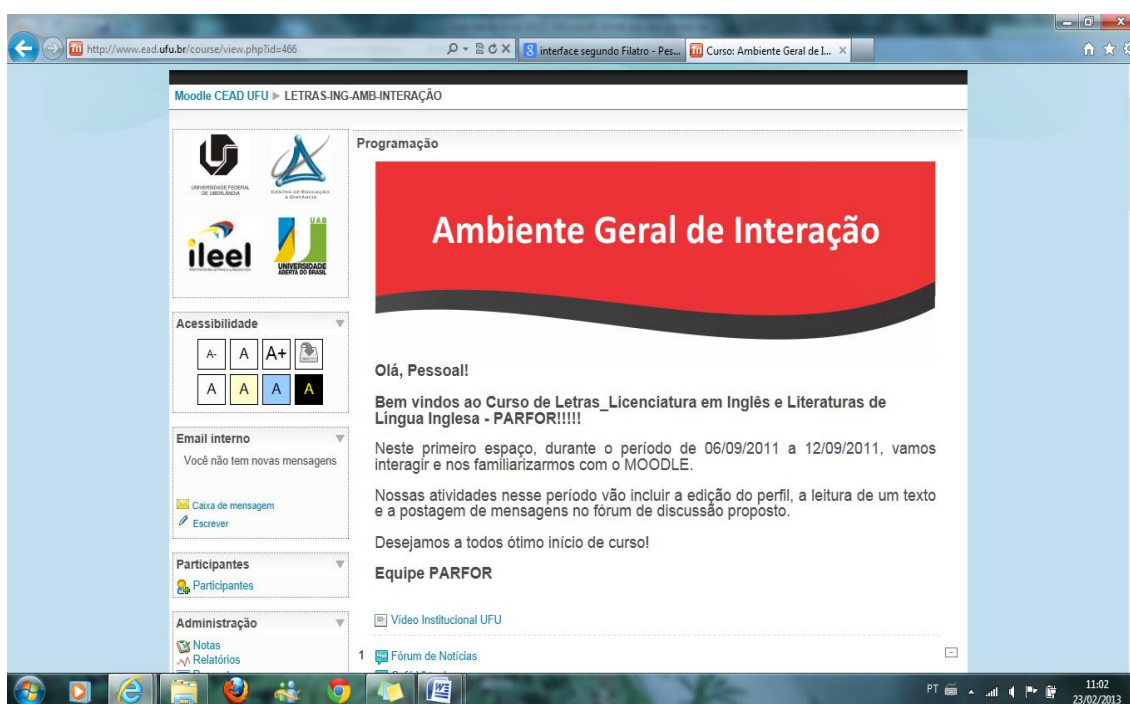 http://www.ead.ufu.br/course/view.php?id=466
interface segundo Filatro - Pes...
Curso: Ambiente Geral de I...
Moodle CEAD UFU ► LETRAS-ING-AMB-INTERAÇÃO
UNIVERSIDADE FEDERAL
DE UBERLÂNDIA
CENTRO DE EDUCAÇÃO
A DISTÂNCIA
ileel
UAB
UNIVERSIDADE
ABERTA DO BRASIL
Acessibilidade
A- A A+
A A A A
Email interno
Você não tem novas mensagens
Caixa de mensagem
Escrever
Participantes
Participantes
Administração
Notas
Relatórios
Programação
Ambiente Geral de Interação
Olá, Pessoal!
Bem vindos ao Curso de Letras_Licenciatura em Inglês e Literaturas de
Língua Inglesa - PARFOR!!!!!
Neste primeiro espaço, durante o período de 06/09/2011 a 12/09/2011, vamos
interagir e nos familiarizarmos com o MOODLE.
Nossas atividades nesse período vão incluir a edição do perfil, a leitura de um texto
e a postagem de mensagens no fórum de discussão proposto.
Desejamos a todos ótimo início de curso!
Equipe PARFOR
Vídeo Institucional UFU
1 Fórum de Notícias
PT
11:02
23/02/2013